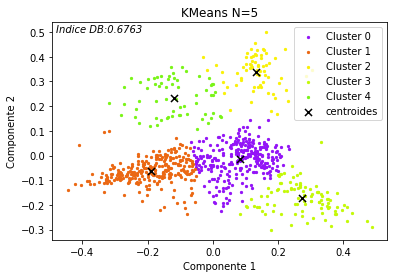 KMeans N=5
Indice DB:0.6763
Cluster 0
Cluster 1
Cluster 2
Cluster 3
Cluster 4
centroides
Componente 2
0.5
0.4
0.3
0.2
0.1
0.0
−0.1
−0.2
−0.3
−0.4
−0.2
0.0
0.2
0.4
Componente 1